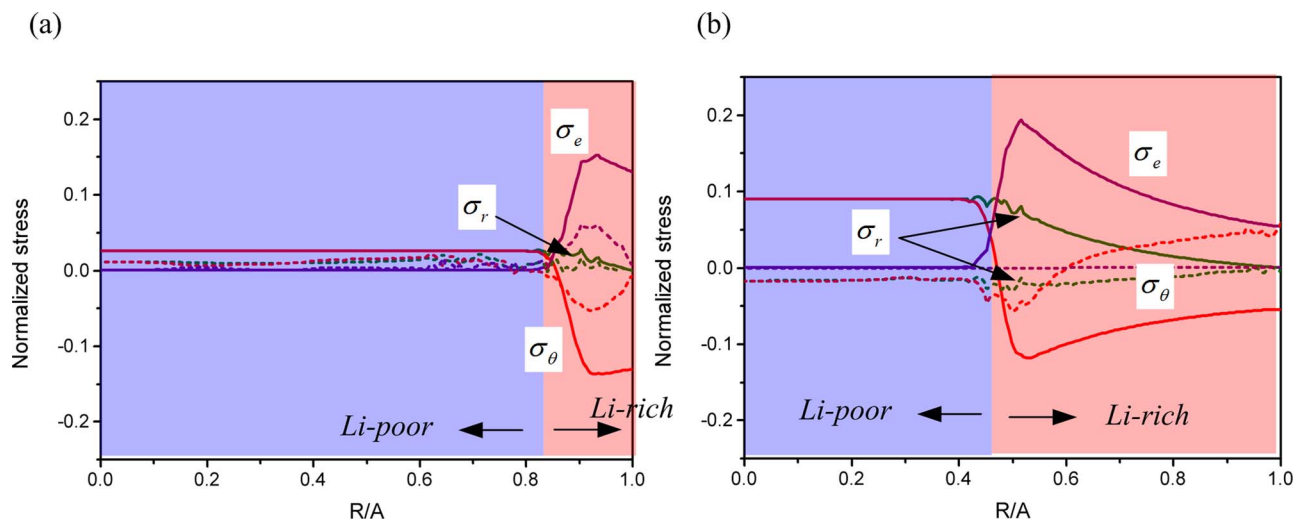 (a)
0.2
0.1
0.0
-0.1
-0.2
Normalized stress
σe
σr
σθ
Li-poor
Li-rich
0.0 0.2 0.4 0.6 0.8 1.0
R/A
(b)
0.2
0.1
0.0
-0.1
-0.2
Normalized stress
σe
σr
σθ
Li-poor
Li-rich
0.0 0.2 0.4 0.6 0.8 1.0
R/A